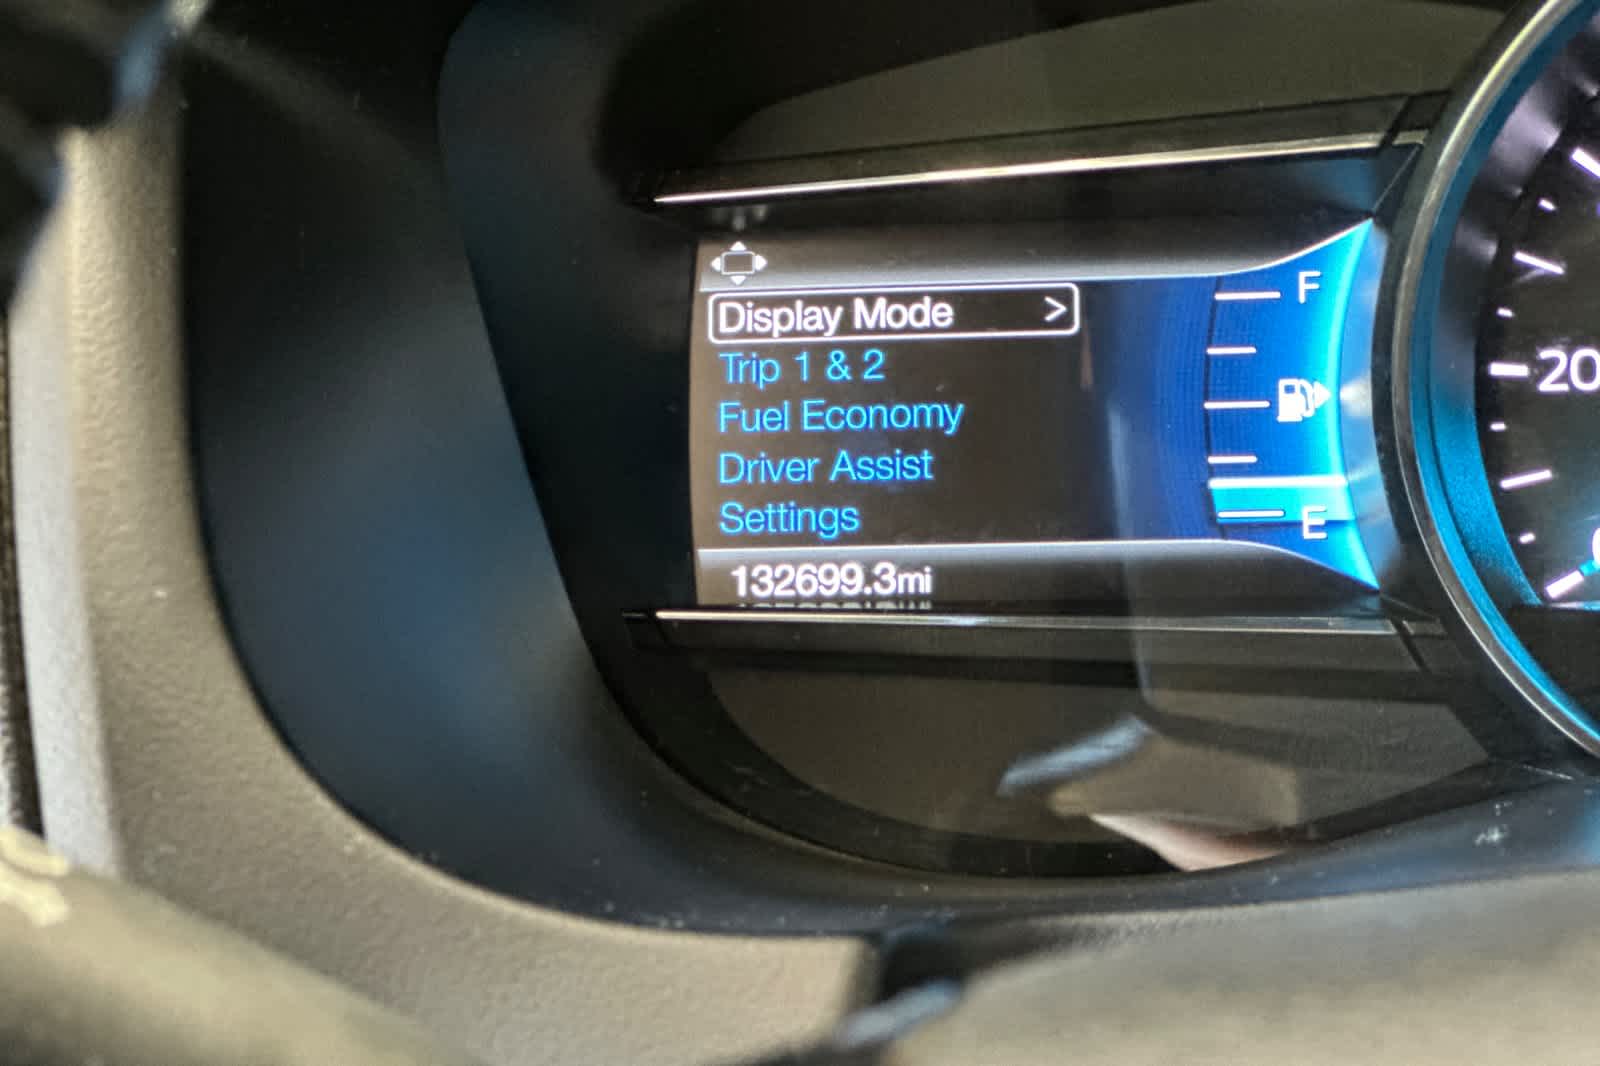 Display Mode >
Trip 1 & 2
Fuel Economy
Driver Assist
Settings
132699.3mi
F
E
20